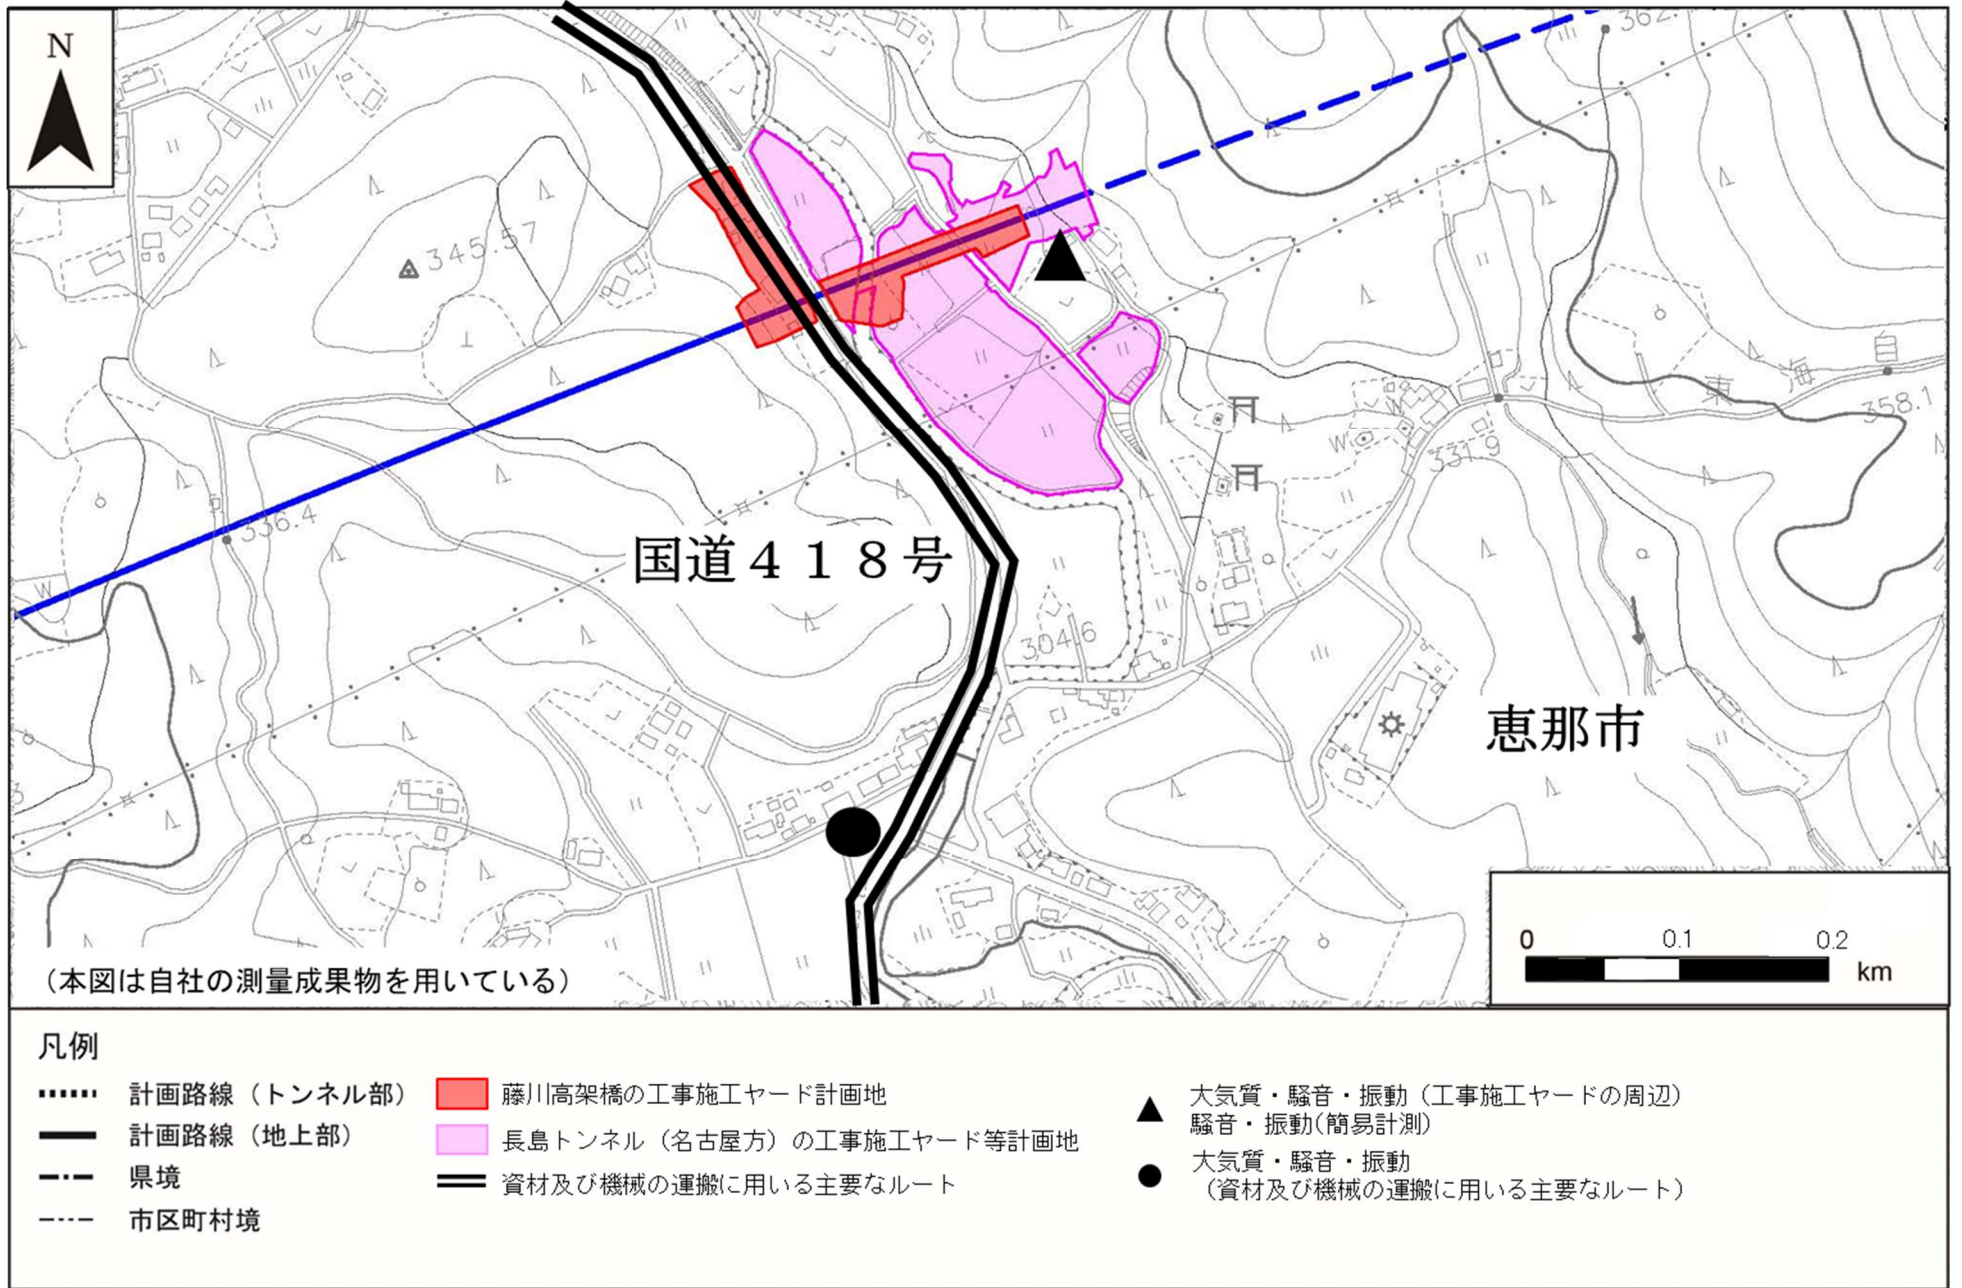 N
362.
345.57
東海
358.1
331.9
W
W
336.4
W
国道４１８号
304.6
恵那市
（本図は自社の測量成果物を用いている）
0 0.1 0.2
km
凡例
計画路線（トンネル部）
計画路線（地上部）
県境
市区町村境
藤川高架橋の工事施工ヤード計画地
長島トンネル（名古屋方）の工事施工ヤード等計画地
資材及び機械の運搬に用いる主要なルート
大気質・騒音・振動（工事施工ヤードの周辺）
騒音・振動(簡易計測)
大気質・騒音・振動
（資材及び機械の運搬に用いる主要なルート）